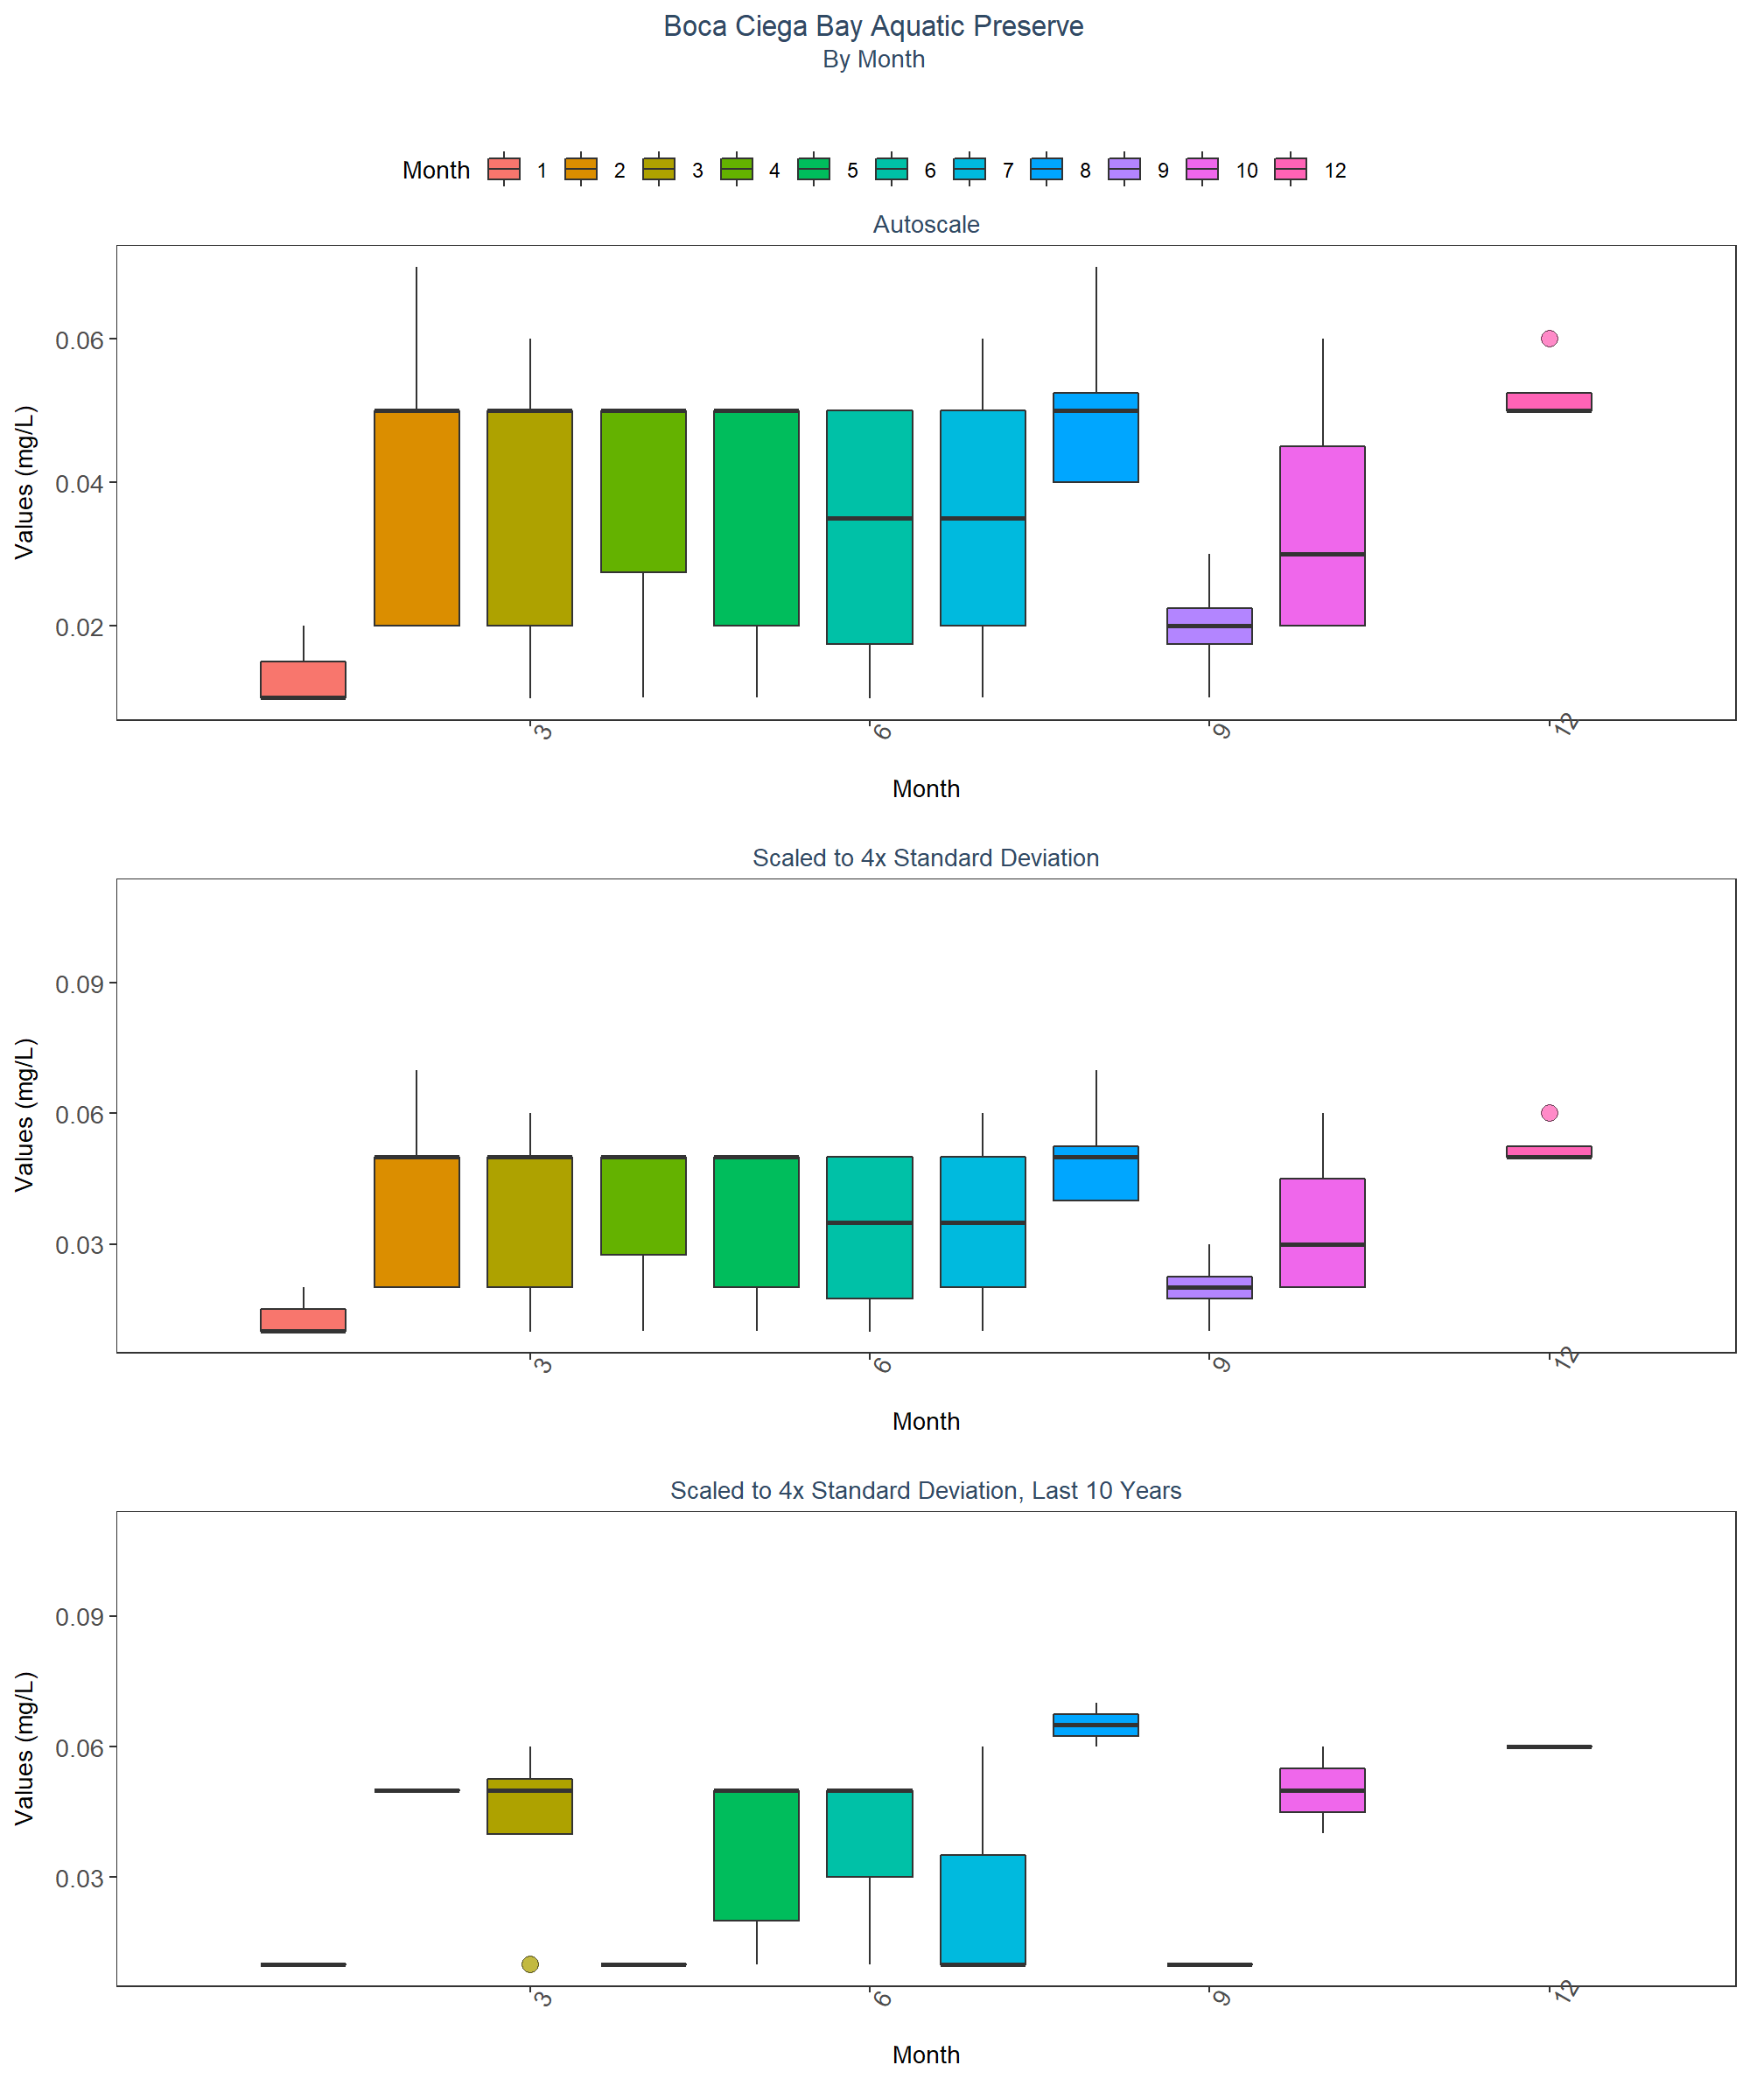 Boca Ciega Bay Aquatic Preserve
By Month
Month 1 2 3 4 5 6 7 8 9 10 12
Autoscale
Values (mg/L)
0.06
0.04
0.02
3 6 9 12
Month
Scaled to 4x Standard Deviation
Values (mg/L)
0.09
0.06
0.03
3 6 9 12
Month
Scaled to 4x Standard Deviation, Last 10 Years
Values (mg/L)
0.09
0.06
0.03
3 6 9 12
Month